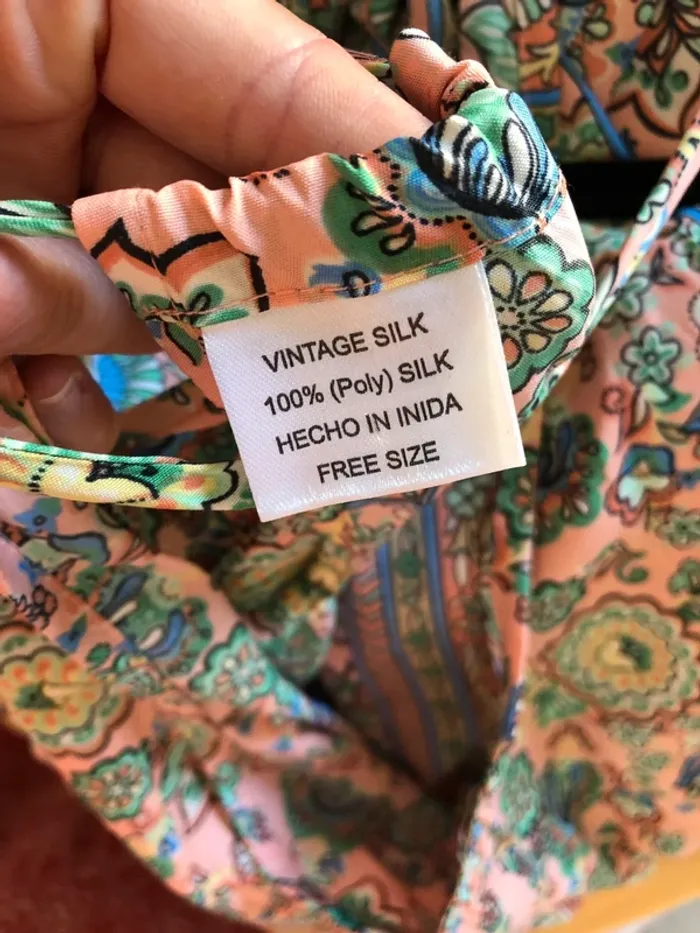 VINTAGE SILK
100% (Poly) SILK
HECHO IN INIDA
FREE SIZE